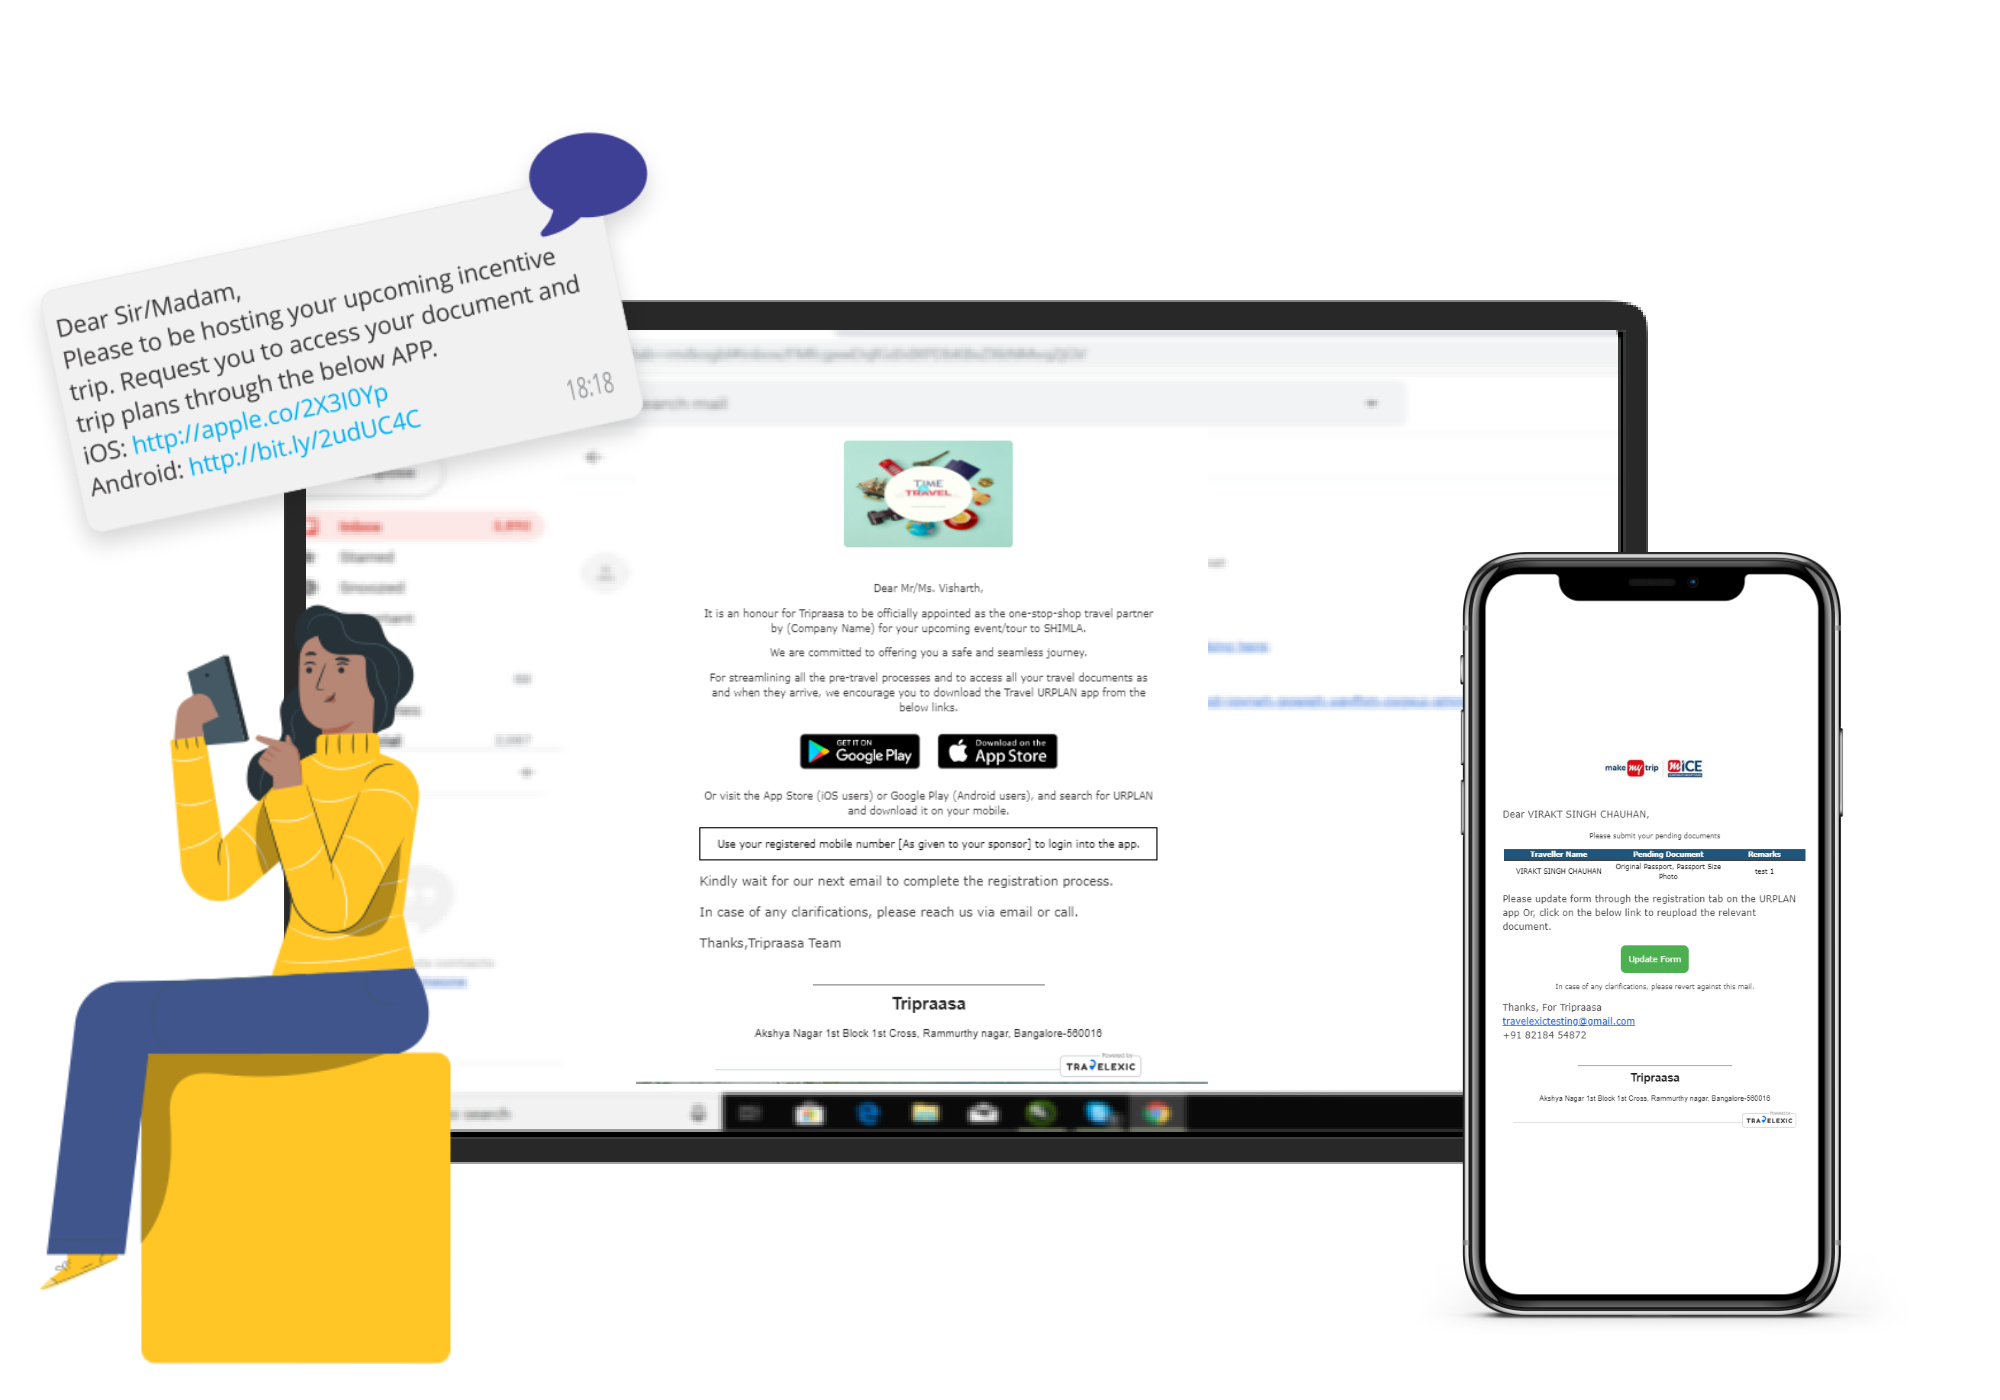 Dear Sir/Madam,
Please to be hosting your upcoming incentive
trip. Request you to access your document and
trip plans through the below APP.
iOS: http://apple.co/2X3I0Yp
Android: http://bit.ly/2udUC4C
18:18
search mail
Inbox
Starred
Snoozed
TIME
TRAVEL
Dear Mr/Ms. Visharth,
It is an honour for Tripraasa to be officially appointed as the one-stop-shop travel partner
by (Company Name) for your upcoming event/tour to SHIMLA.
We are committed to offering you a safe and seamless journey.
For streamlining all the pre-travel processes and to access all your travel documents as
and when they arrive, we encourage you to download the Travel URPLAN app from the
below links.
GET IT ON
Google Play
Download on the
App Store
Or visit the App Store (iOS users) or Google Play (Android users), and search for URPLAN
and download it on your mobile.
Use your registered mobile number [As given to your sponsor] to login into the app.
Kindly wait for our next email to complete the registration process.
In case of any clarifications, please reach us via email or call.
Thanks,Tripraasa Team
Tripraasa
Akshya Nagar 1st Block 1st Cross, Rammurthy nagar, Bangalore-560016
Powered by
TRAVELEXIC
search
make my trip MICE
Dear VIRAKT SINGH CHAUHAN,
Please submit your pending documents
Traveller Name Pending Document Remarks
VIRAKT SINGH CHAUHAN Original Passport, Passport Size Photo test 1
Please update form through the registration tab on the URPLAN
app Or, click on the below link to reupload the relevant
document.
Update Form
In case of any clarifications, please revert against this mail.
Thanks, For Tripraasa
travelexictesting@gmail.com
+91 82184 54872
Tripraasa
Akshya Nagar 1st Block 1st Cross, Rammurthy nagar, Bangalore-560016
Powered by
TRAVELEXIC